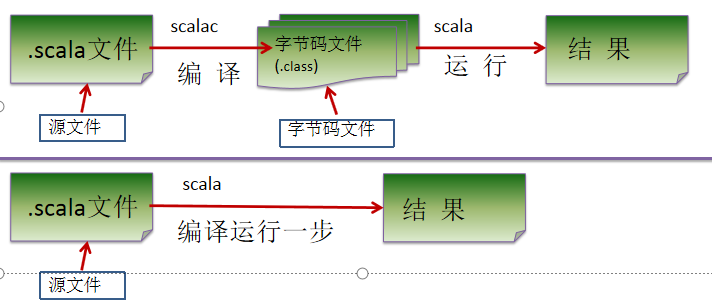 .scala文件
scalac
编 译
字节码文件
(.class)
scala
运 行
结 果
源文件
字节码文件
.scala文件
scala
编译运行一步
结 果
源文件